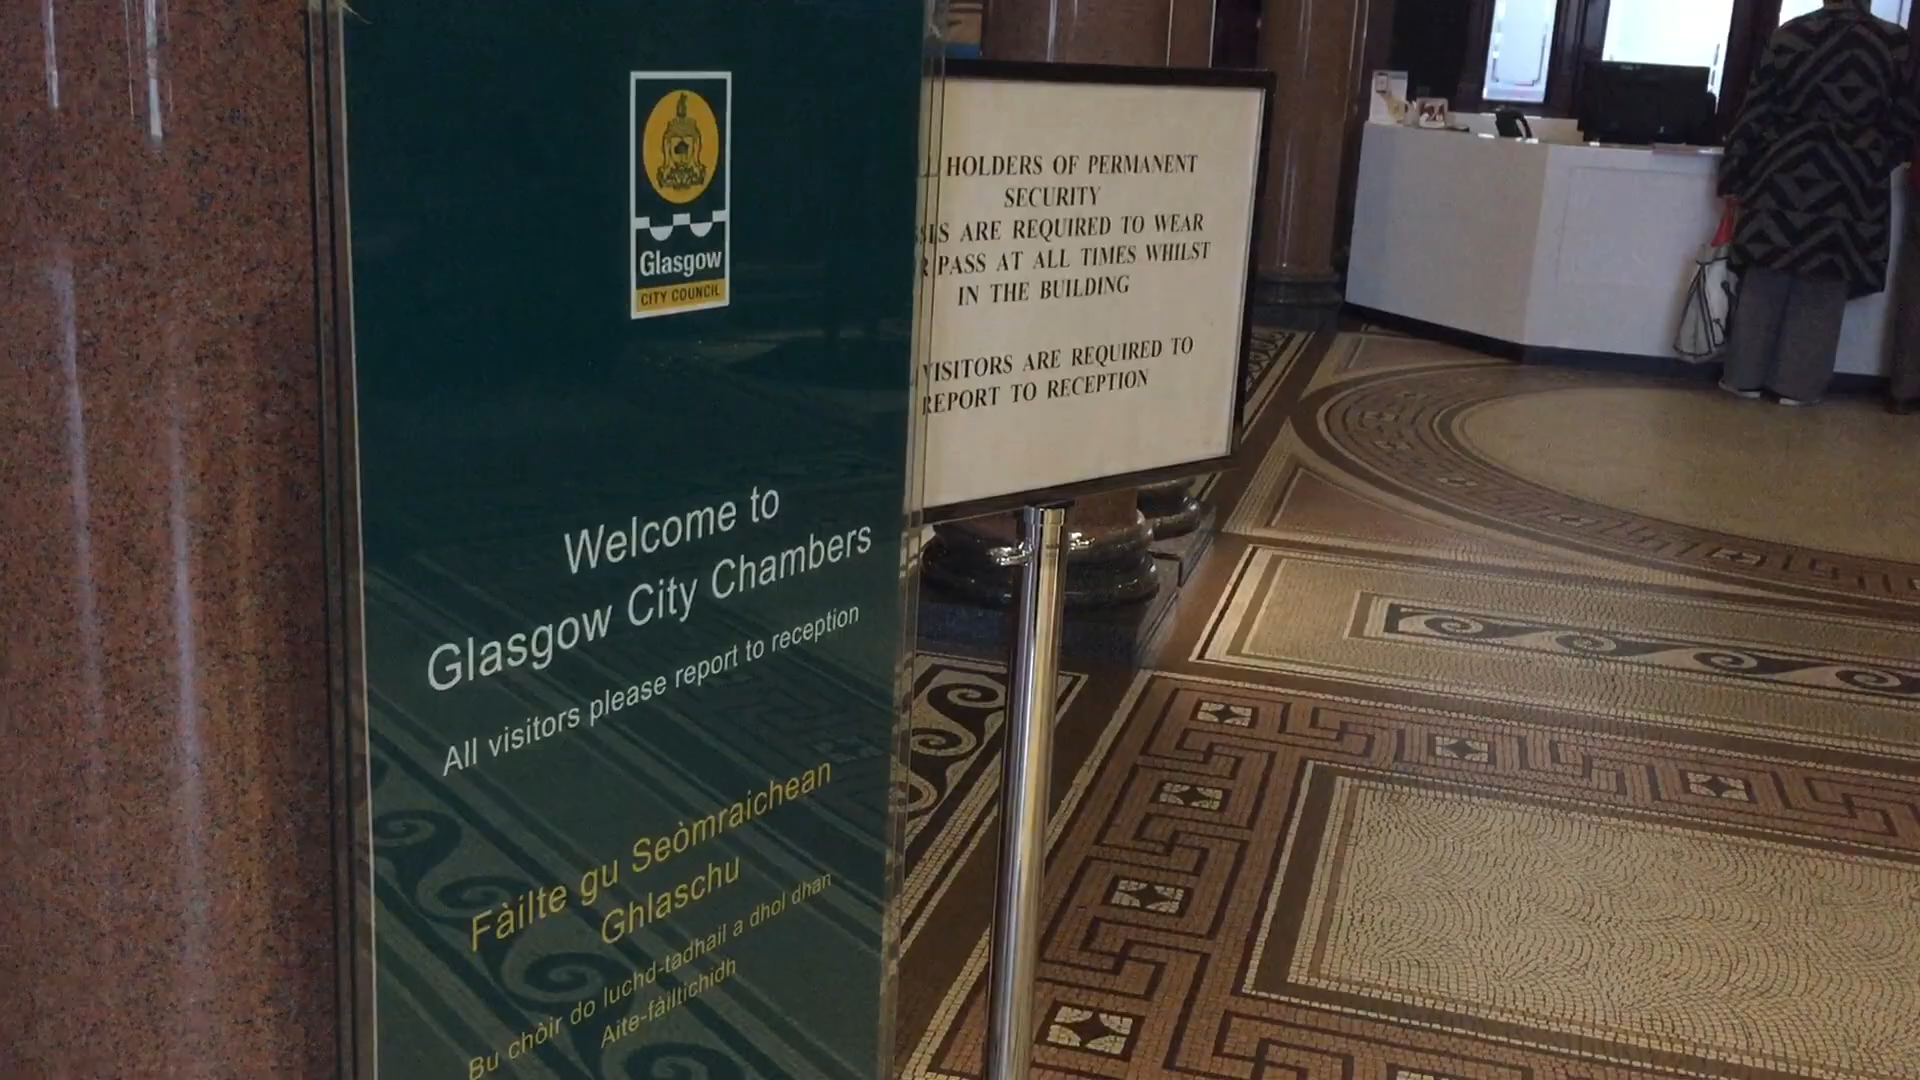 Glasgow
CITY COUNCIL
Welcome to
Glasgow City Chambers
All visitors please report to reception
Fàilte gu Seòmraichean
Ghlaschu
Bu chòir do luchd-tadhail a dhol dhan
Aite-fàiltichidh
HOLDERS OF PERMANENT
SECURITY
ARE REQUIRED TO WEAR
PASS AT ALL TIMES WHILST
IN THE BUILDING
VISITORS ARE REQUIRED TO
REPORT TO RECEPTION